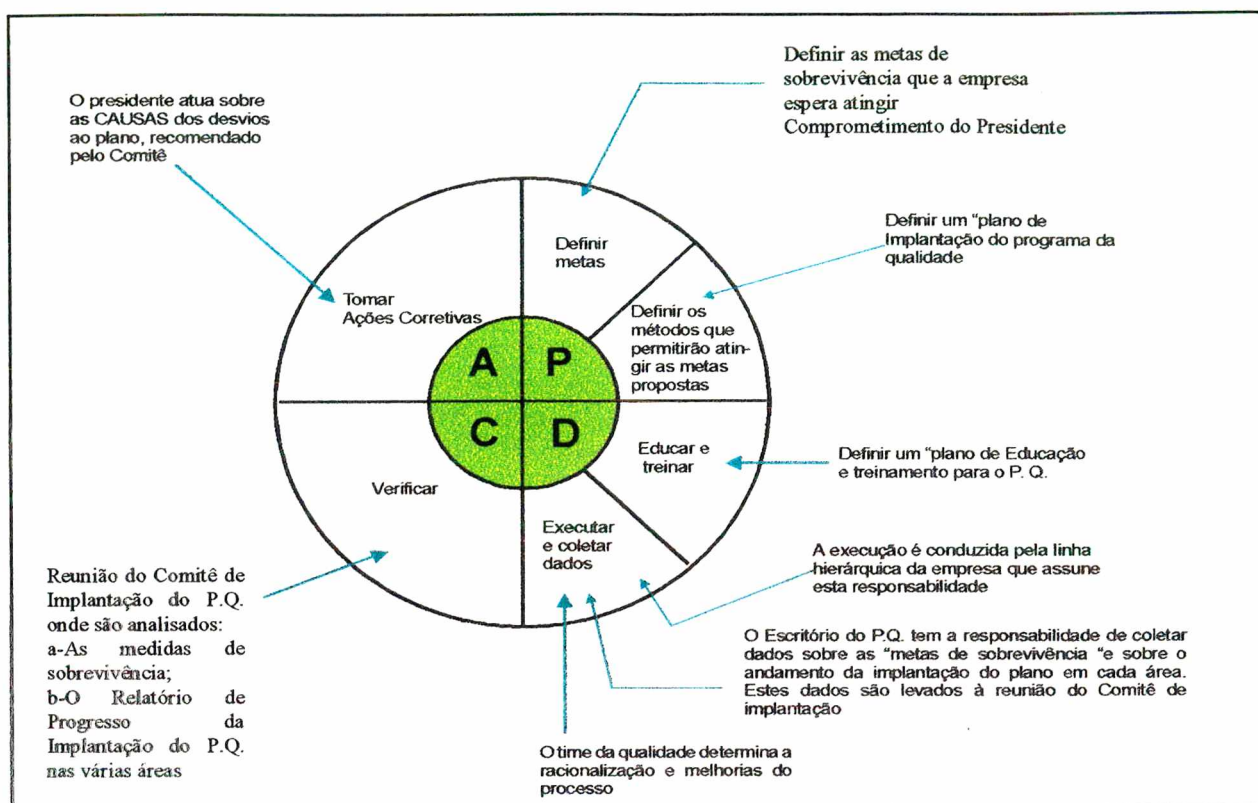 Definir as metas de
sobrevivência que a empresa
espera atingir
Comprometimento do Presidente
O presidente atua sobre
as CAUSAS dos desvios
ao plano, recomendado
pelo Comitê
Definir um "plano de
Implantação do programa da
qualidade
Definir
metas
Tomar
Ações Corretivas
Definir os
métodos que
permitirão atin-
gir as metas
propostas
A
P
C
D
Educar e
treinar
Definir um "plano de Educação
e treinamento para o P. Q.
Verificar
Executar
e coletar
dados
A execução é conduzida pela linha
hierárquica da empresa que assune
esta responsabilidade
Reunião do Comitê de
Implantação do P.Q.
onde são analisados:
a-As medidas de
sobrevivência;
b-O Relatório de
Progresso da
Implantação do P.Q.
nas várias áreas
O Escritório do P.Q. tem a responsabilidade de coletar
dados sobre as "metas de sobrevivência "e sobre o
andamento da implantação do plano em cada área.
Estes dados são levados à reunião do Comitê de
implantação
O time da qualidade determina a
racionalização e melhorias do
processo